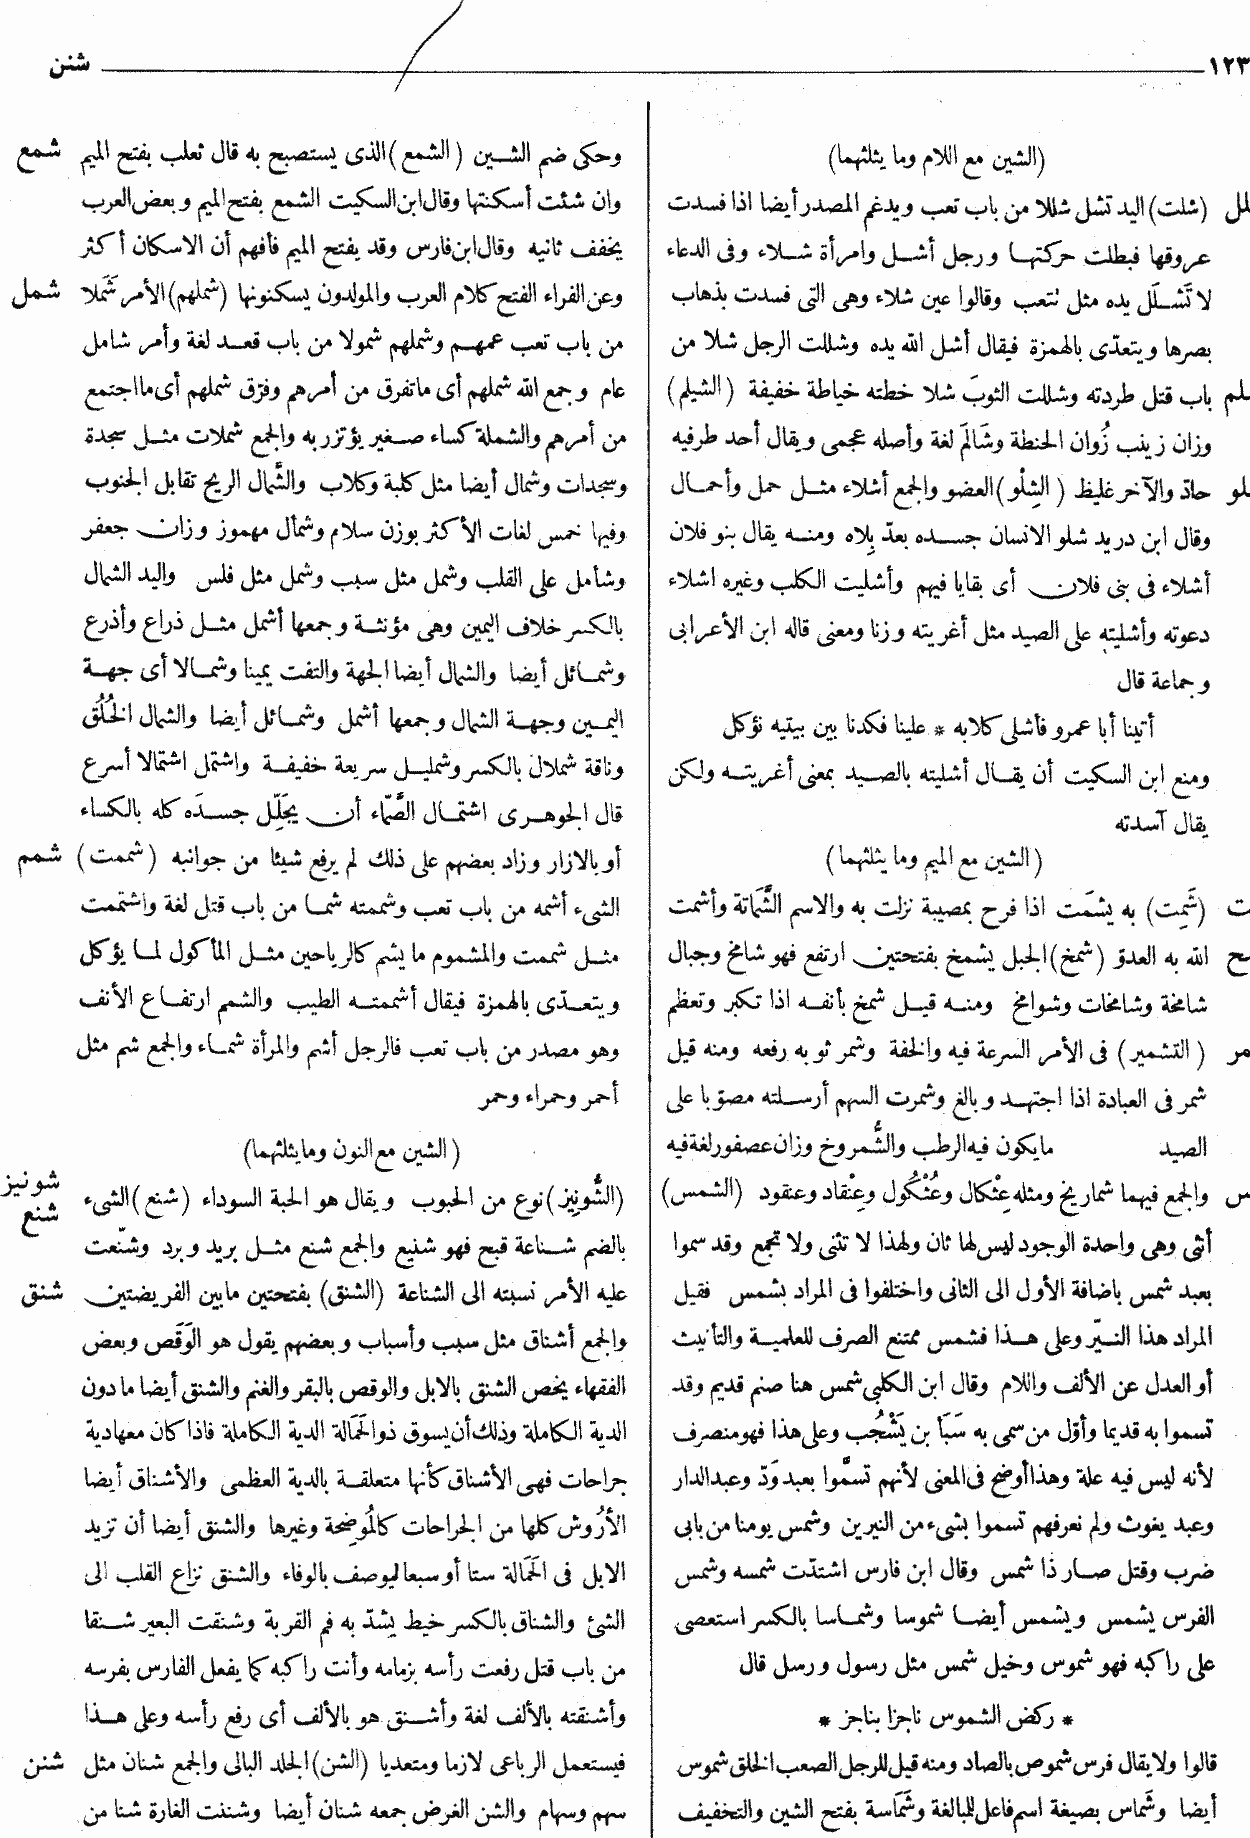 ١٢٣
شنن
(الشين مع اللام وما يثلثهما)
(شلت) اليد تشل شللا من باب تعب ويدغم المصدر أيضا اذا فسدت
عروقها فبطلت حركتها ورجل أشل وامرأة شلاء وفى الدعاء
لا تَشْلَل يده مثل تتعب وقالوا عين شلاء وهى التى فسدت بذهاب
بصرها ويتعدّى بالهمزة فيقال أشل الله يده وشللت الرجل شلا من
باب قتل طردته وشللت الثوبَ شلا خطته خياطة خفيفة (الشيلم)
وزان زينب زُوان الحنطة وشَالَم لغة وأصله عجمى ويقال أحد طرفيه
حادّ والآخر غليظ (الشِلْو) العضو والجمع أشلاء مثل حمل وأحمال
وقال ابن دريد شلو الانسان جسده بعدّ بِلاه ومنه يقال بنو فلان
أشلاء فى بنى فلان أى بقايا فيهم وأشليت الكلب وغيره اشلاء
دعوته وأشليته على الصيد مثل أغريته وزنا ومعنى قاله ابن الأعرابى
وجماعة قال
أتينا أبا عمرو فأشلى كلابه * علينا فكدنا بين بيتيه نؤكل
ومنع ابن السكيت أن يقال أشليته بالصيد بمعنى أغريته ولكن
يقال آسدته
(الشين مع الميم وما يثلثهما)
(شَمِت) به يشمَت اذا فرح بمصيبة نزلت به والاسم الشَّمَاتة وأشمت
الله به العدوّ (شمخ) الجبل يشمخ بفتحتين ارتفع فهو شامخ وجبال
شامخة وشامخات وشوامخ ومنه قيل شمخ بأنفه اذا تكبر وتعظم
(التشمير) فى الأمر السرعة فيه والخفة وشمر ثوبه رفعه ومنه قيل
شمر فى العبادة اذا اجتهد وبالغ وشمرت السهم أرسلته مصوّبا على
الصيد مايكون فيه الرطب والشُّمروخ وزان عصفور لغة فيه
والجمع فيهما شماريخ ومثله عِثْكال وعُثْكُول وعِنْقاد وعنقود (الشمس)
أنثى وهى واحدة الوجود ليس لها ثان ولهذا لا تثنى ولا تجمع وقد سموا
بعبد شمس باضافة الأول الى الثانى واختلفوا فى المراد بشمس فقيل
المراد هذا النيّر وعلى هذا فشمس ممتنع الصرف للعلمية والتأنيث
أو العدل عن الألف واللام وقال ابن الكلبى شمس هنا صنم قديم وقد
تسموا به قديما وأوّل من سمى به سَبَأ بن يَشْجُب وعلى هذا فهو منصرف
لأنه ليس فيه علة وهذا أوضح فى المعنى لأنهم تسمَّوا بعبد وَدّ وعبد الدار
وعبد يغوث ولم نعرفهم تسموا بشىء من النيرين وشمس يومنا من بابى
ضرب وقتل صار ذا شمس وقال ابن فارس اشتدّت شمسه وشمس
الفرس يشمس ويشمس أيضا شموسا وشماسا بالكسر استعصى
على راكبه فهو شموس وخيل شمس مثل رسول ورسل قال
* ركض الشموس ناجزا بناجز *
قالوا ولا يقال فرس شموص بالصاد ومنه قيل للرجل الصعب الخلق شموس
أيضا وشَماس بصيغة اسم فاعل للمبالغة وشَمَاسة بفتح الشين والتخفيف
شمع وحكى ضم الشين (الشمع) الذى يستصبح به قال ثعلب بفتح الميم
وان شئت أسكنتها وقال ابن السكيت الشمع بفتح الميم وبعض العرب
يخفف ثانيه وقال ابن فارس وقد يفتح الميم فأفهم أن الاسكان أكثر
شمل وعن الفراء الفتح كلام العرب والمولدون يسكنونها (شملهم) الأمر شَمَلا
من باب تعب عمهم وشملهم شمولا من باب قعد لغة وأمر شامل
عام وجمع الله شملهم أى ماتفرق من أمرهم وفرّق شملهم أى ما اجتمع
من أمرهم والشملة كساء صغير يؤتزر به والجمع شملات مثل سجدة
وسجدات وشمال أيضا مثل كلبة وكلاب والشَّمال الريح تقابل الجنوب
وفيها خمس لغات الأكثر بوزن سلام وشمأل مهموز وزان جعفر
وشأمل على القلب وشمل مثل سبب وشمل مثل فلس واليد الشمال
بالكسر خلاف اليمين وهى مؤنثة وجمعها أشمل مثل ذراع وأذرع
وشمائل أيضا والشمال أيضا الجهة والتفت يمينا وشمالا أى جهة
اليمين وجهة الشمال وجمعها أشمل وشمائل أيضا والشمال الخُلُق
وناقة شملال بالكسر وشمليل سريعة خفيفة واشتمل اشتمالا أسرع
قال الجوهرى اشتمال الصَّمّاء أن يجَلِّل جسدَه كله بالكساء
شمم أو بالازار وزاد بعضهم على ذلك لم يرفع شيئا من جوانبه (شممت)
الشىء أشمه من باب تعب وشممته شما من باب قتل لغة واشتممت
مثل شممت والمشموم ما يشم كالرياحين مثل المأكول لما يؤكل
ويتعدّى بالهمزة فيقال أشممته الطيب والشمم ارتفاع الأنف
وهو مصدر من باب تعب فالرجل أشم والمرأة شماء والجمع شم مثل
أحمر وحمراء وحمر
(الشين مع النون وما يثلثهما)
شونيز شنع (الشُّونِيز) نوع من الحبوب ويقال هو الحبة السوداء (شنع) الشىء
بالضم شناعة قبح فهو شنيع والجمع شنع مثل بريد وبرد وشنّعت
شنق عليه الأمر نسبته الى الشناعة (الشنق) بفتحتين مابين الفريضتين
والجمع أشناق مثل سبب وأسباب وبعضهم يقول هو الوَقَص وبعض
الفقهاء يخص الشنق بالابل والوقص بالبقر والغنم والشنق أيضا ما دون
الدية الكاملة وذلك أن يسوق ذو الحَمَالة الدية الكاملة فاذا كان معها دية
جراحات فهى الأشناق كأنها متعلقة بالدية العظمى والأشناق أيضا
الأرُوش كلها من الجراحات كالمُوضِحة وغيرها والشنق أيضا أن تزيد
الابل فى الحَمَالة ستا أو سبعا ليوصف بالوفاء والشنق نزاع القلب الى
الشئ والشناق بالكسر خيط يشدّ به فم القربة وشنقت البعير شنقا
من باب قتل رفعت رأسه بزمامه وأنت راكبه كما يفعل الفارس بفرسه
وأشنقته بالألف لغة وأشنق هو بالألف أى رفع رأسه وعلى هذا
شنن فيستعمل الرباعى لازما ومتعديا (الشن) الجلد البالى والجمع شنان مثل
سهم وسهام والشن الغرض جمعه شنان أيضا وشننت الغارة شنا من